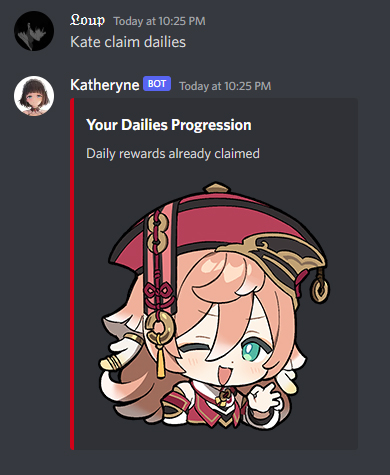 𝕷𝖔𝖚𝖕 Today at 10:25 PM
Kate claim dailies
Katheryne BOT Today at 10:25 PM
Your Dailies Progression
Daily rewards already claimed